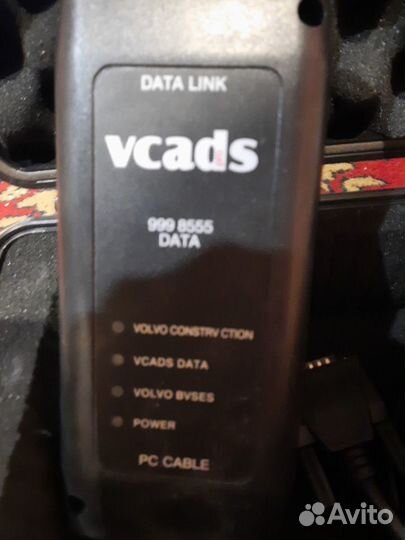 DATA LINK
vcads
999 8555
DATA
VOLVO CONSTRVCTION
VCADS DATA
VOLVO BVSES
POWER
PC CABLE
Avito